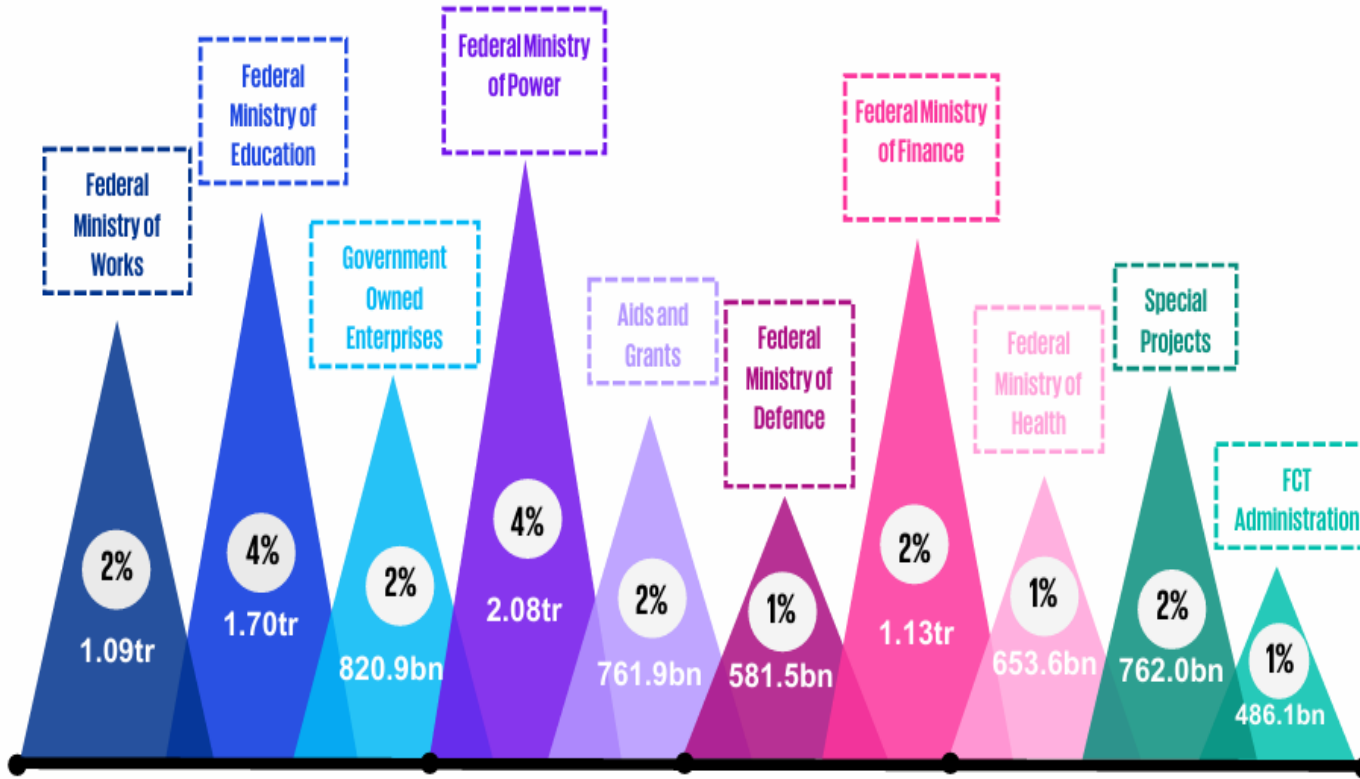 Federal
Ministry of
Works
2%
1.09tr
Federal
Ministry of
Education
4%
1.70tr
Government
Owned
Enterprises
2%
820.9bn
Federal Ministry
of Power
4%
2.08tr
Aids and
Grants
2%
761.9bn
Federal
Ministry of
Defence
1%
581.5bn
Federal Ministry
of Finance
2%
1.13tr
Federal
Ministry of
Health
1%
653.6bn
Special
Projects
2%
762.0bn
FCT
Administration
1%
486.1bn